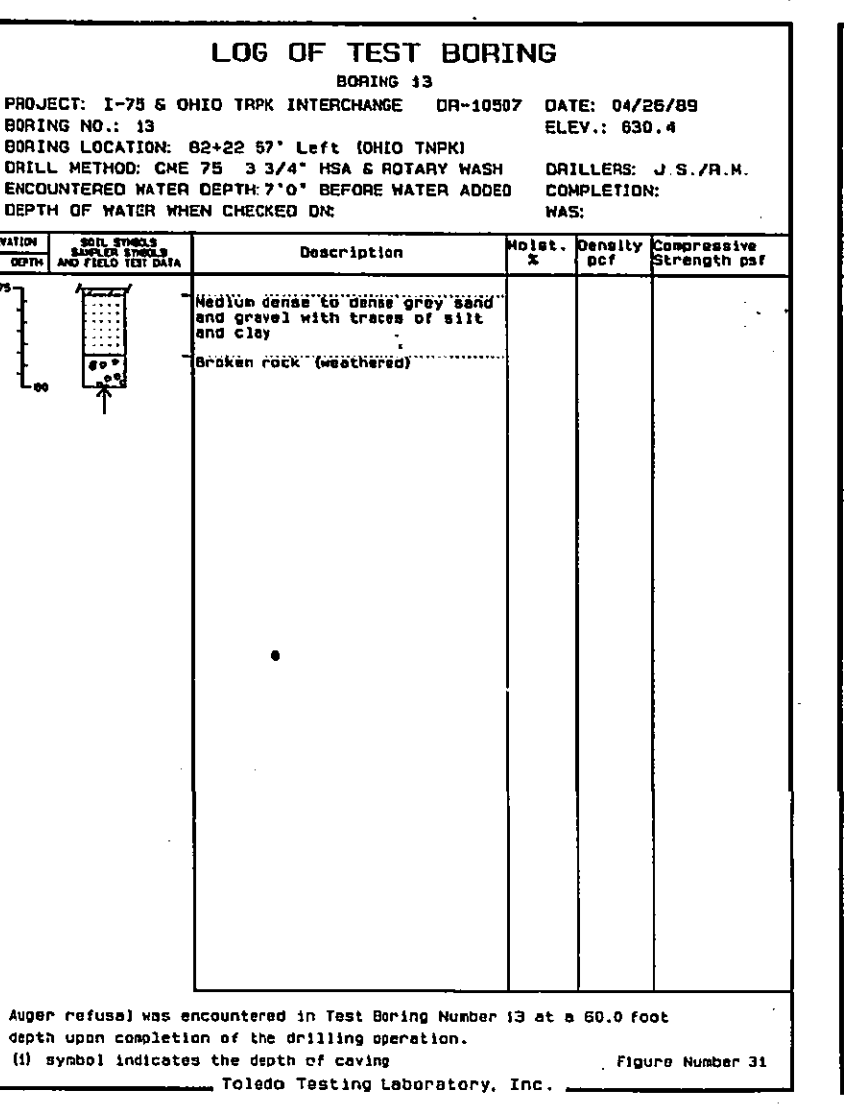 LOG OF TEST BORING
BORING 13
PROJECT: I-75 & OHIO TRPK INTERCHANGE DR-10507 DATE: 04/26/89
BORING NO.: 13 ELEV.: 630.4
BORING LOCATION: 82+22 57' Left (OHIO TNPK)
DRILL METHOD: CME 75 3 3/4" HSA & ROTARY WASH DRILLERS: J.S./R.M.
ENCOUNTERED WATER DEPTH: 7'0" BEFORE WATER ADDED COMPLETION:
DEPTH OF WATER WHEN CHECKED ON: WAS:
VATION
DEPTH
SOIL SYMBOLS
SAMPLER SYMBOLS
AND FIELD TEST DATA
Description
Moist.
%
Density
pcf
Compressive
Strength psf
75
Medium dense to dense grey sand
and gravel with traces of silt
and clay
Broken rock (weathered)
Auger refusal was encountered in Test Boring Number 13 at a 60.0 foot
depth upon completion of the drilling operation.
symbol indicates the depth of caving Figure Number 31
Toledo Testing Laboratory, Inc.